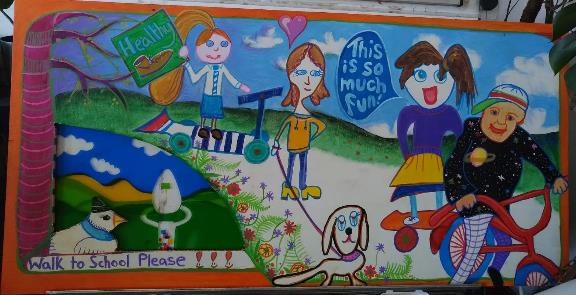 Healthy
This
is so
much
fun!
Walk to School Please